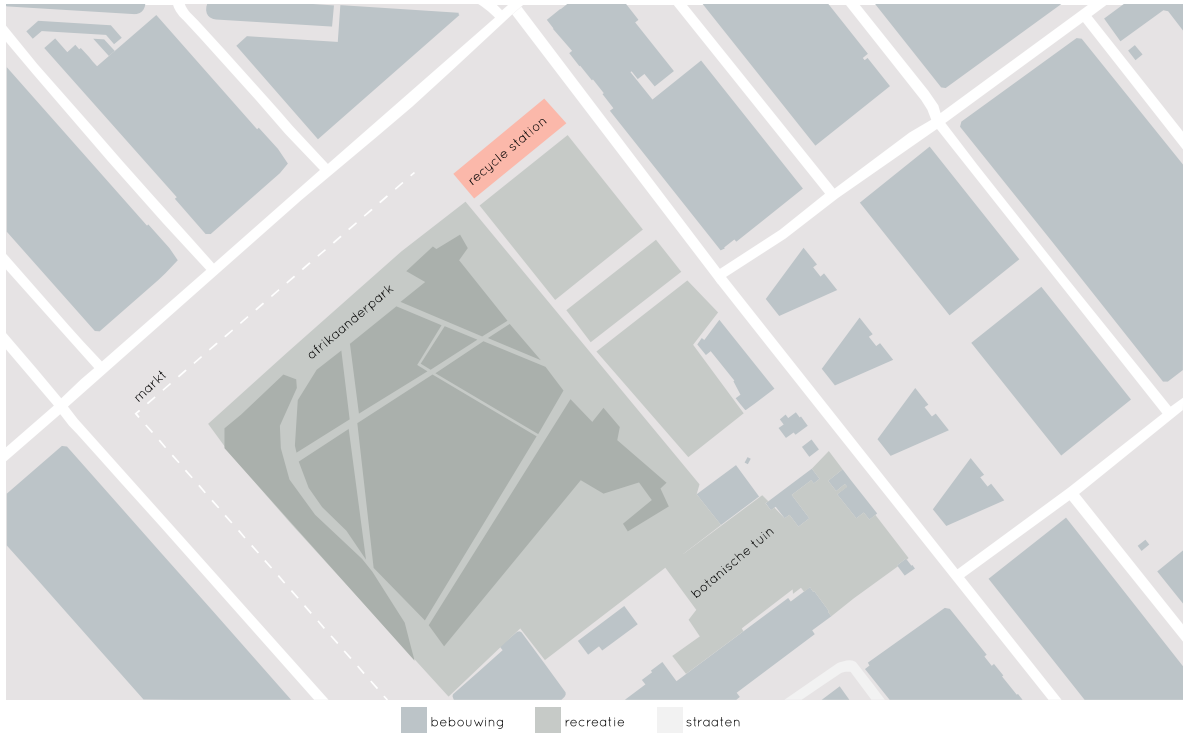 recycle station
afrikaanderpark
markt
botanische tuin
bebouwing
recreatie
straaten